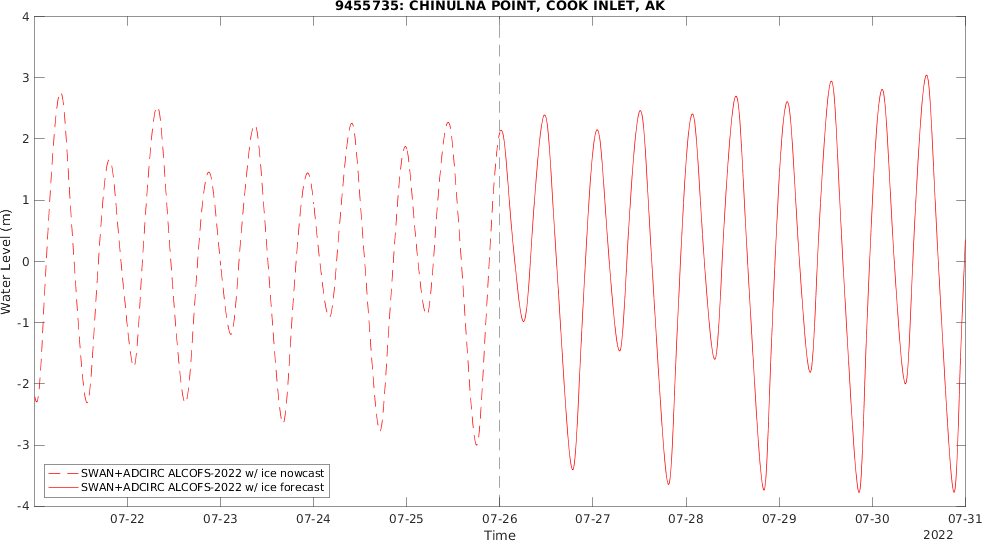 9455735: CHINULNA POINT, COOK INLET, AK
4
3
2
1
0
-1
-2
-3
-4
Water Level (m)
SWAN+ADCIRC ALCOFS-2022 w/ ice nowcast
SWAN+ADCIRC ALCOFS-2022 w/ ice forecast
07-22 07-23 07-24 07-25 07-26 07-27 07-28 07-29 07-30 07-31
Time
2022